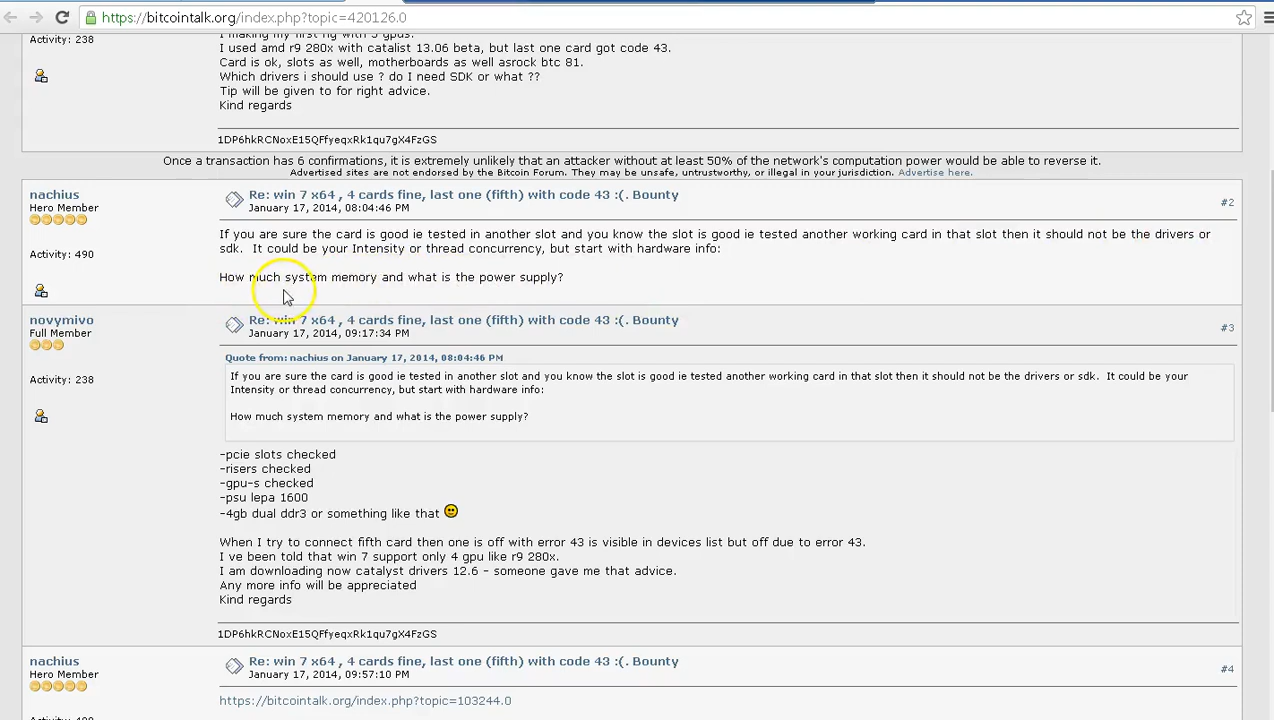 https://bitcointalk.org/index.php?topic=420126.0
I making my first rig with 5 gpus.
Activity: 238
I used amd r9 280x with catalist 13.06 beta, but last one card got code 43.
Card is ok, slots as well, motherboards as well asrock btc 81.
Which drivers i should use ? do I need SDK or what ??
Tip will be given to for right advice.
Kind regards
1DP6hkRCNoxE15QFfyeqxRk1qu7gX4FzGS
Once a transaction has 6 confirmations, it is extremely unlikely that an attacker without at least 50% of the network's computation power would be able to reverse it.
Advertised sites are not endorsed by the Bitcoin Forum. They may be unsafe, untrustworthy, or illegal in your jurisdiction. Advertise here.
nachius
Hero Member
Activity: 490
Re: win 7 x64 , 4 cards fine, last one (fifth) with code 43 :(. Bounty
January 17, 2014, 08:04:46 PM
#2
If you are sure the card is good ie tested in another slot and you know the slot is good ie tested another working card in that slot then it should not be the drivers or
sdk.  It could be your Intensity or thread concurrency, but start with hardware info:
How much system memory and what is the power supply?
novymivo
Full Member
Activity: 238
Re: win 7 x64 , 4 cards fine, last one (fifth) with code 43 :(. Bounty
January 17, 2014, 09:17:34 PM
#3
Quote from: nachius on January 17, 2014, 08:04:46 PM
If you are sure the card is good ie tested in another slot and you know the slot is good ie tested another working card in that slot then it should not be the drivers or sdk.  It could be your
Intensity or thread concurrency, but start with hardware info:
How much system memory and what is the power supply?
-pcie slots checked
-risers checked
-gpu-s checked
-psu lepa 1600
-4gb dual ddr3 or something like that
When I try to connect fifth card then one is off with error 43 is visible in devices list but off due to error 43.
I ve been told that win 7 support only 4 gpu like r9 280x.
I am downloading now catalyst drivers 12.6 - someone gave me that advice.
Any more info will be appreciated
Kind regards
1DP6hkRCNoxE15QFfyeqxRk1qu7gX4FzGS
nachius
Hero Member
Re: win 7 x64 , 4 cards fine, last one (fifth) with code 43 :(. Bounty
January 17, 2014, 09:57:10 PM
#4
https://bitcointalk.org/index.php?topic=103244.0